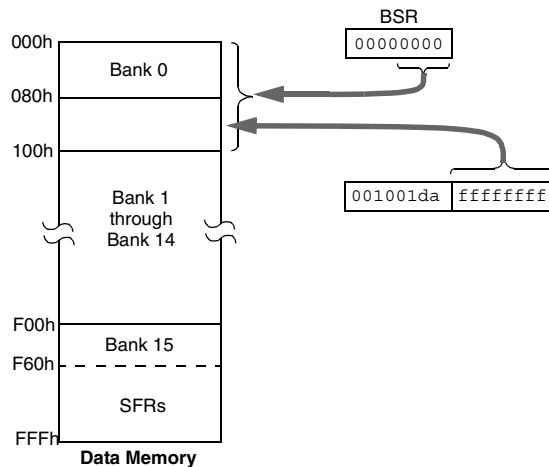 BSR
000h
00000000
Bank 0
080h
100h
001001da ffffffff
Bank 1
through
Bank 14
F00h
Bank 15
F60h
SFRs
FFFh
Data Memory